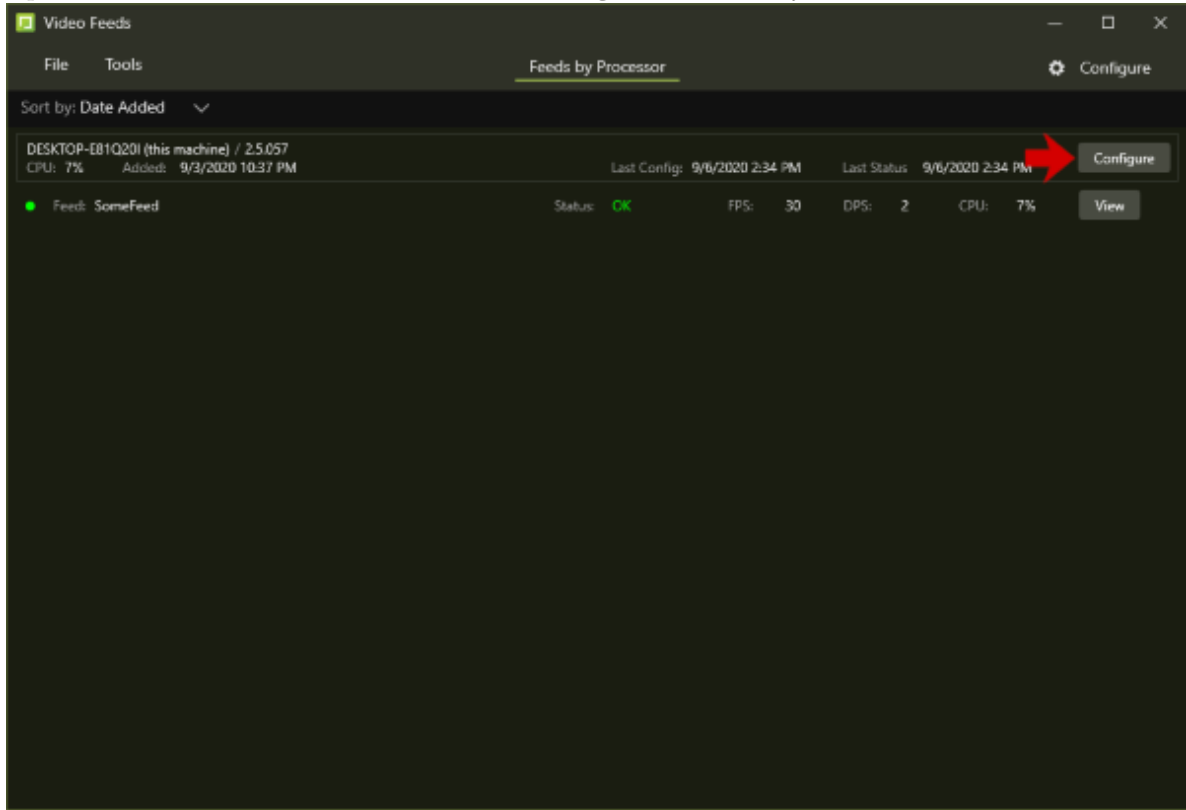 Video Feeds
File Tools Feeds by Processor Configure
Sort by: Date Added
DESKTOP-E81Q20I (this machine) / 2.5.057
CPU: 7% Added: 9/3/2020 10:37 PM Last Config: 9/6/2020 2:34 PM Last Status 9/6/2020 2:34 PM Configure
Feed: SomeFeed Status: OK FPS: 30 DPS: 2 CPU: 7% View